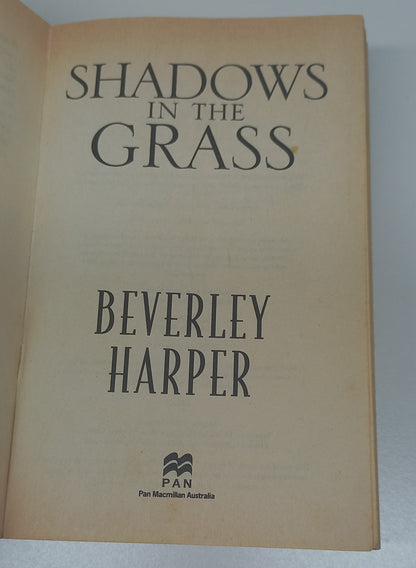 SHADOWS
IN THE
GRASS
BEVERLEY
HARPER
PAN
Pan Macmillan Australia